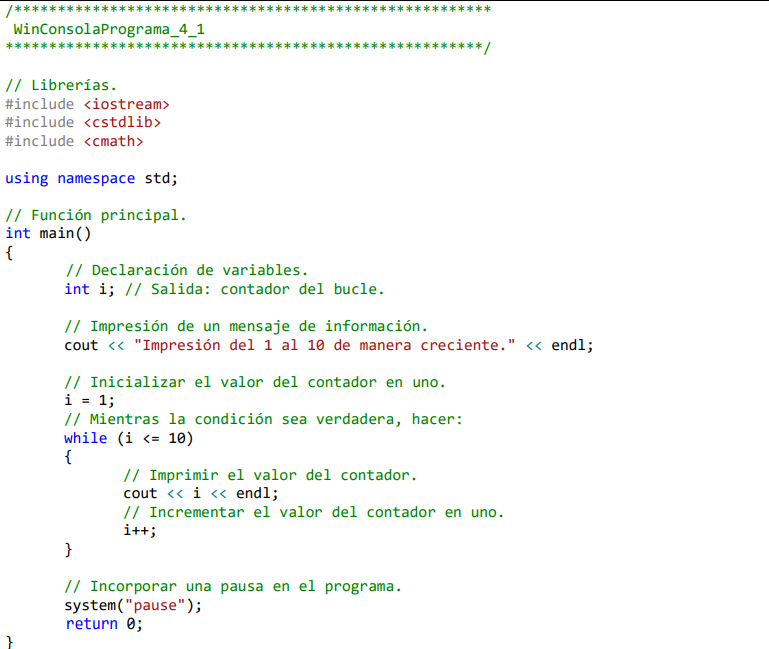 /*******************************************************
 WinConsolaPrograma_4_1
*******************************************************/

// Librerías.
#include <iostream>
#include <cstdlib>
#include <cmath>

using namespace std;

// Función principal.
int main()
{
	// Declaración de variables.
	int i; // Salida: contador del bucle.

	// Impresión de un mensaje de información.
	cout << "Impresión del 1 al 10 de manera creciente." << endl;

	// Inicializar el valor del contador en uno.
	i = 1;
	// Mientras la condición sea verdadera, hacer:
	while (i <= 10)
	{
		// Imprimir el valor del contador.
		cout << i << endl;
		// Incrementar el valor del contador en uno.
		i++;
	}

	// Incorporar una pausa en el programa.
	system("pause");
	return 0;
}